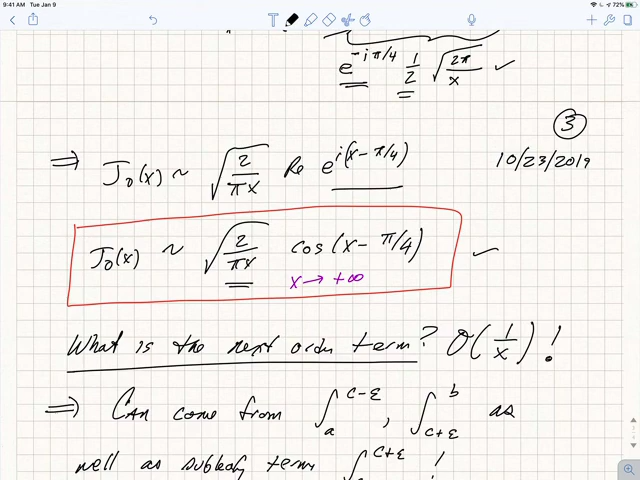 9:41 AM Tue Jan 9
72%
e^{-iπ/4} 1/2 √(2π/x) ✓
③
⇒ J₀(x) ~ √(2/πx) Re e^{i(x-π/4)}
10/23/2019
J₀(x) ~ √(2/πx) cos(x - π/4) ✓
x → +∞
What is the next order term? O(1/x)!
⇒ Can come from ∫_a^{c-ε}, ∫_{c+ε}^b as
well as subleading term ∫^{c+ε} !